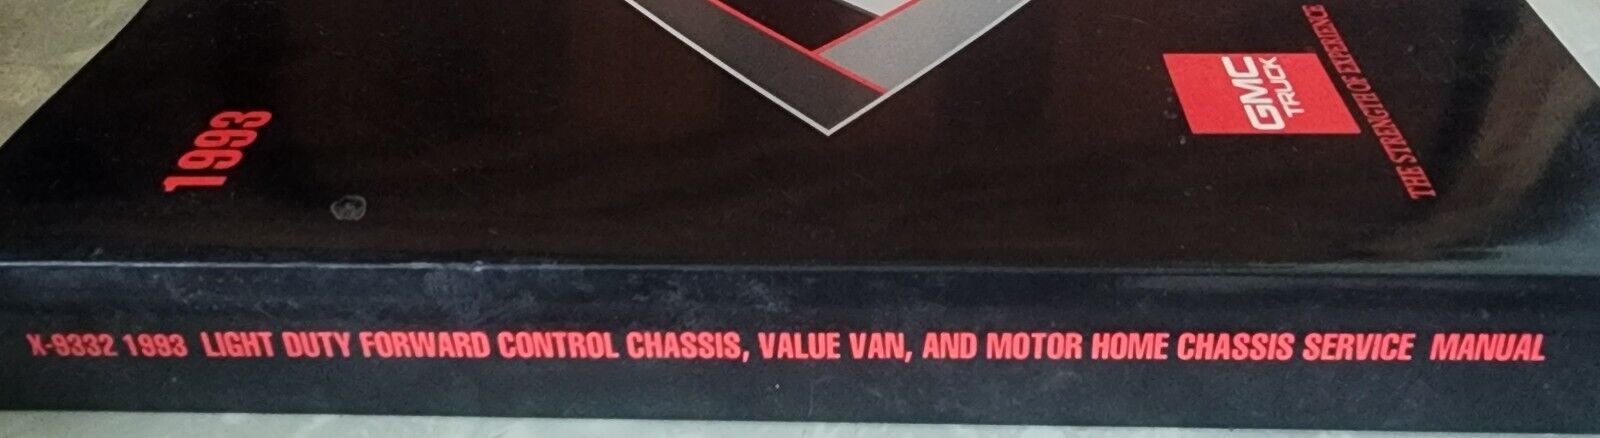 1993
GMC
TRUCK
THE STRENGTH OF EXPERIENCE
X-9332 1993 LIGHT DUTY FORWARD CONTROL CHASSIS, VALUE VAN, AND MOTOR HOME CHASSIS SERVICE MANUAL